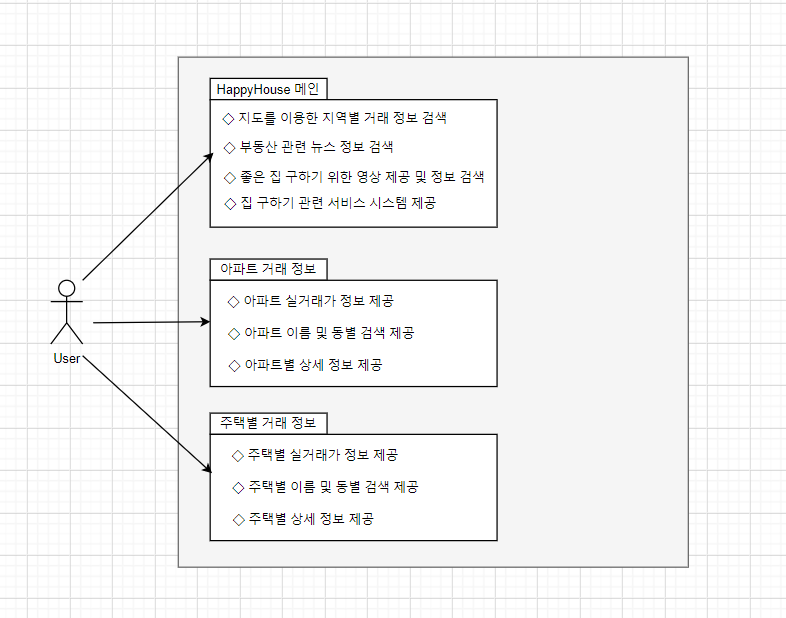 HappyHouse 메인
◇ 지도를 이용한 지역별 거래 정보 검색
◇ 부동산 관련 뉴스 정보 검색
◇ 좋은 집 구하기 위한 영상 제공 및 정보 검색
◇ 집 구하기 관련 서비스 시스템 제공
아파트 거래 정보
◇ 아파트 실거래가 정보 제공
◇ 아파트 이름 및 동별 검색 제공
◇ 아파트별 상세 정보 제공
User
주택별 거래 정보
◇ 주택별 실거래가 정보 제공
◇ 주택별 이름 및 동별 검색 제공
◇ 주택별 상세 정보 제공